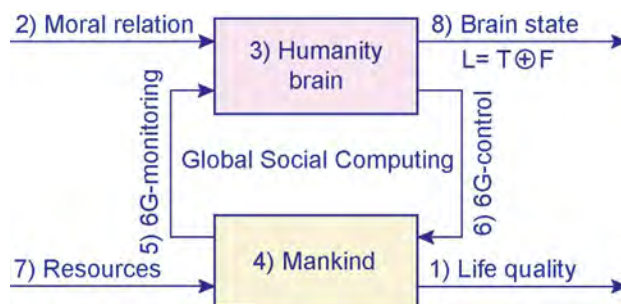 2) Moral relation
3) Humanity
brain
8) Brain state
L= T⊕F
5) 6G-monitoring
Global Social Computing
6) 6G-control
7) Resources
4) Mankind
1) Life quality